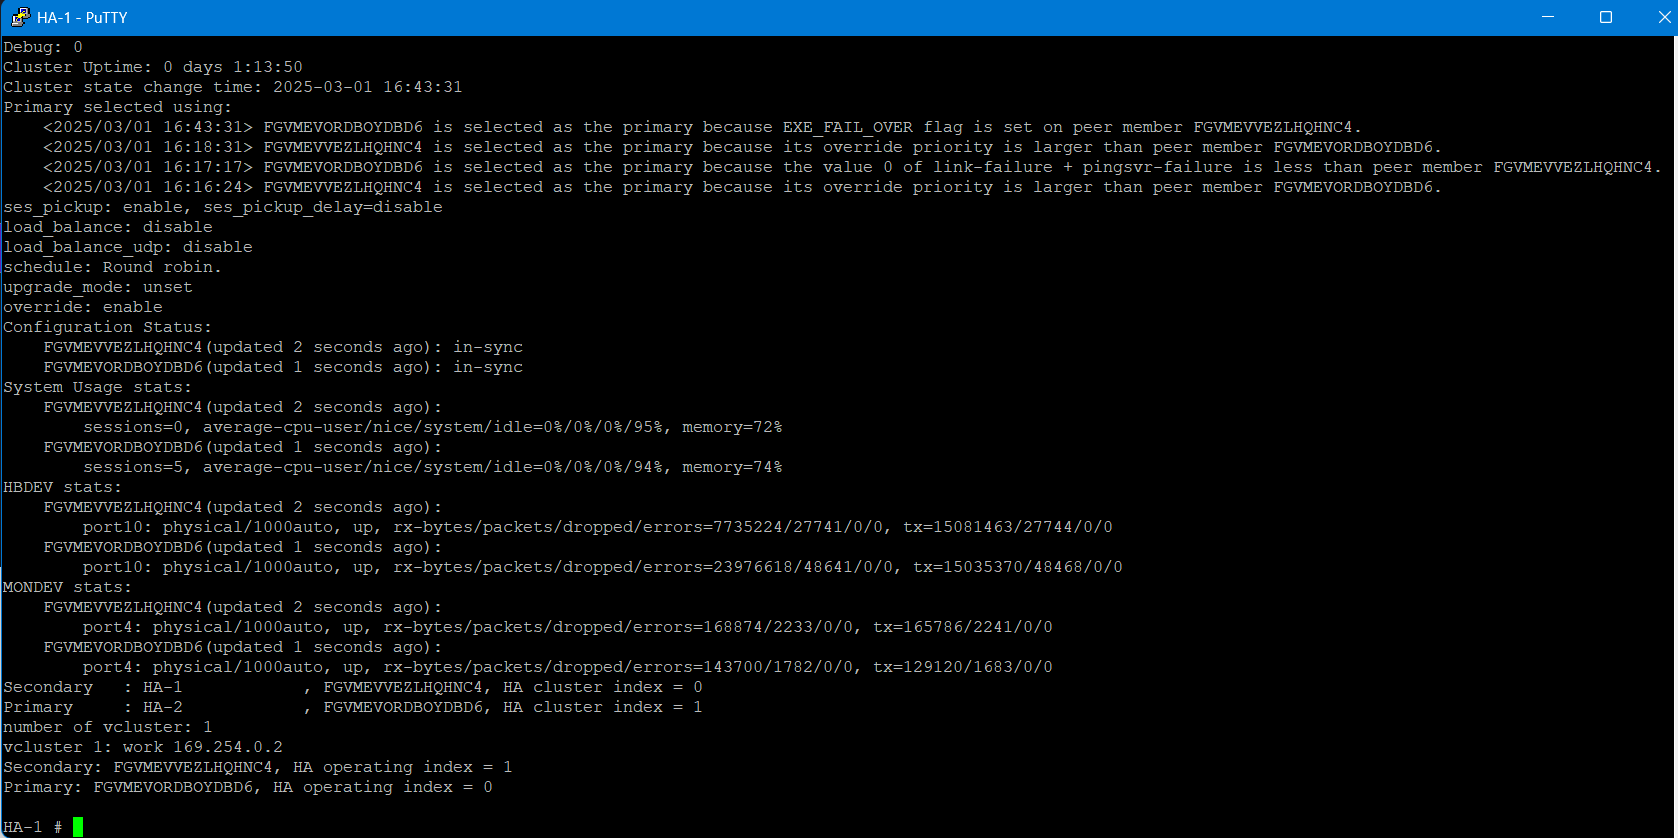 HA-1 - PuTTY
Debug: 0
Cluster Uptime: 0 days 1:13:50
Cluster state change time: 2025-03-01 16:43:31
Primary selected using:
    <2025/03/01 16:43:31> FGVMEVORDBOYDBD6 is selected as the primary because EXE_FAIL_OVER flag is set on peer member FGVMEVVEZLHQHNC4.
    <2025/03/01 16:18:31> FGVMEVVEZLHQHNC4 is selected as the primary because its override priority is larger than peer member FGVMEVORDBOYDBD6.
    <2025/03/01 16:17:17> FGVMEVORDBOYDBD6 is selected as the primary because the value 0 of link-failure + pingsvr-failure is less than peer member FGVMEVVEZLHQHNC4.
    <2025/03/01 16:16:24> FGVMEVVEZLHQHNC4 is selected as the primary because its override priority is larger than peer member FGVMEVORDBOYDBD6.
ses_pickup: enable, ses_pickup_delay=disable
load_balance: disable
load_balance_udp: disable
schedule: Round robin.
upgrade_mode: unset
override: enable
Configuration Status:
    FGVMEVVEZLHQHNC4(updated 2 seconds ago): in-sync
    FGVMEVORDBOYDBD6(updated 1 seconds ago): in-sync
System Usage stats:
    FGVMEVVEZLHQHNC4(updated 2 seconds ago):
        sessions=0, average-cpu-user/nice/system/idle=0%/0%/0%/95%, memory=72%
    FGVMEVORDBOYDBD6(updated 1 seconds ago):
        sessions=5, average-cpu-user/nice/system/idle=0%/0%/0%/94%, memory=74%
HBDEV stats:
    FGVMEVVEZLHQHNC4(updated 2 seconds ago):
        port10: physical/1000auto, up, rx-bytes/packets/dropped/errors=7735224/27741/0/0, tx=15081463/27744/0/0
    FGVMEVORDBOYDBD6(updated 1 seconds ago):
        port10: physical/1000auto, up, rx-bytes/packets/dropped/errors=23976618/48641/0/0, tx=15035370/48468/0/0
MONDEV stats:
    FGVMEVVEZLHQHNC4(updated 2 seconds ago):
        port4: physical/1000auto, up, rx-bytes/packets/dropped/errors=168874/2233/0/0, tx=165786/2241/0/0
    FGVMEVORDBOYDBD6(updated 1 seconds ago):
        port4: physical/1000auto, up, rx-bytes/packets/dropped/errors=143700/1782/0/0, tx=129120/1683/0/0
Secondary   : HA-1            , FGVMEVVEZLHQHNC4, HA cluster index = 0
Primary     : HA-2            , FGVMEVORDBOYDBD6, HA cluster index = 1
number of vcluster: 1
vcluster 1: work 169.254.0.2
Secondary: FGVMEVVEZLHQHNC4, HA operating index = 1
Primary: FGVMEVORDBOYDBD6, HA operating index = 0
HA-1 #